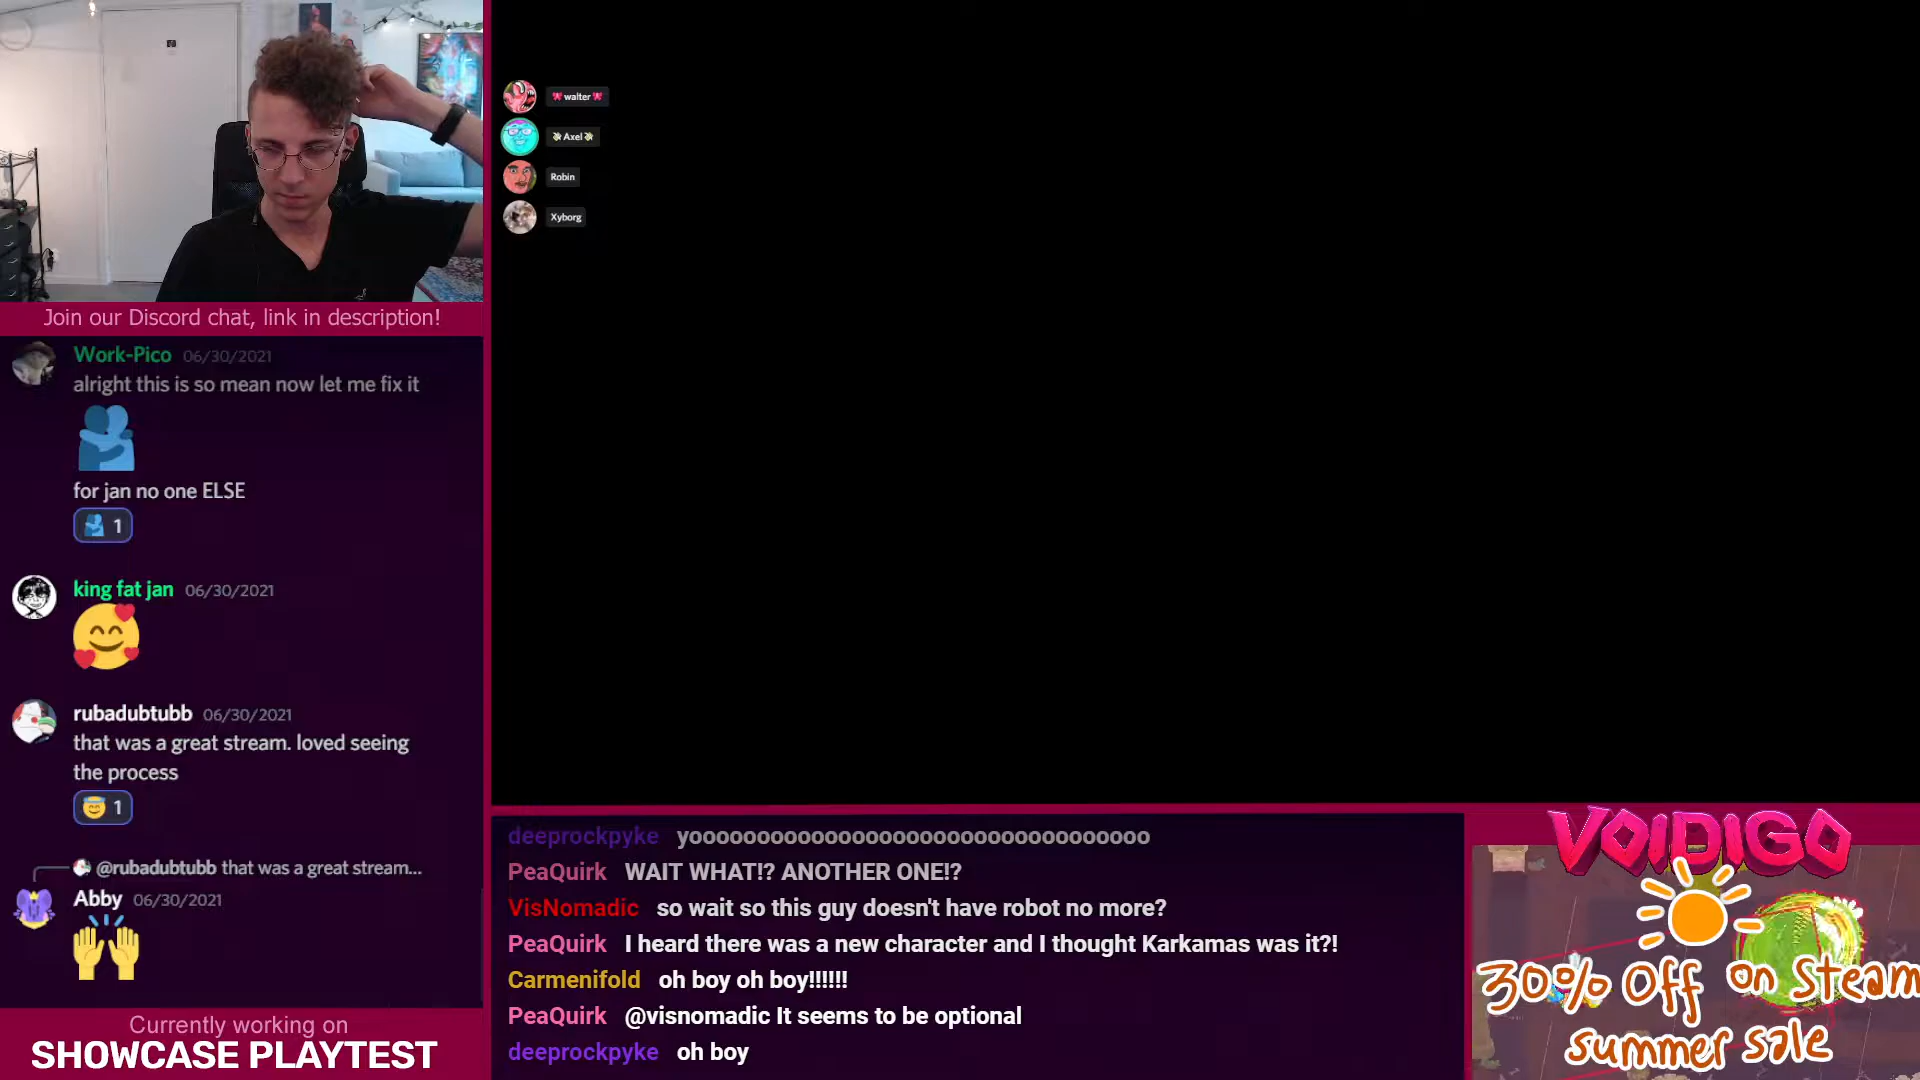 walter
Axel
Robin
Xyborg
Join our Discord chat, link in description!
Work-Pico 06/30/2021
alright this is so mean now let me fix it
for jan no one ELSE
1
king fat jan 06/30/2021
rubadubtubb 06/30/2021
that was a great stream. loved seeing
the process
1
@rubadubtubb that was a great stream...
Abby 06/30/2021
Currently working on
SHOWCASE PLAYTEST
deeprockpyke yoooooooooooooooooooooooooooooooooo
PeaQuirk WAIT WHAT!? ANOTHER ONE!?
VisNomadic so wait so this guy doesn't have robot no more?
PeaQuirk I heard there was a new character and I thought Karkamas was it?!
Carmenifold oh boy oh boy!!!!!!
PeaQuirk @visnomadic It seems to be optional
deeprockpyke oh boy
VOIDIGO
30% Off on Steam
summer sale